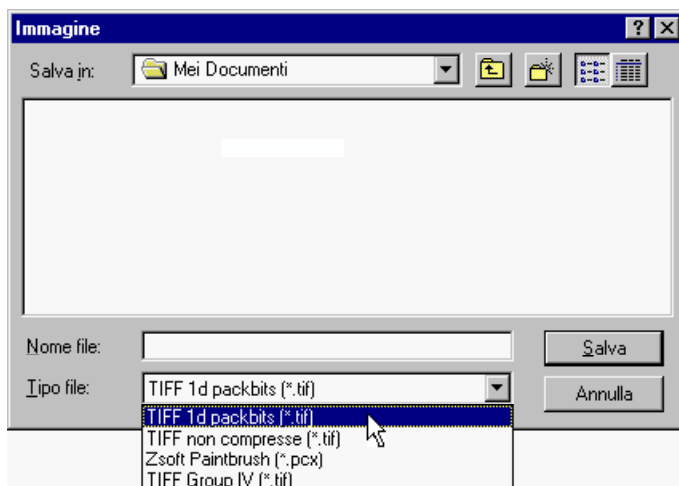 Immagine
Salva in: Mei Documenti
Nome file:
Salva
Tipo file: TIFF 1d packbits (*.tif)
Annulla
TIFF 1d packbits (*.tif)
TIFF non compresse (*.tif)
Zsoft Paintbrush (*.pcx)
TIFF Group IV (*.tif)